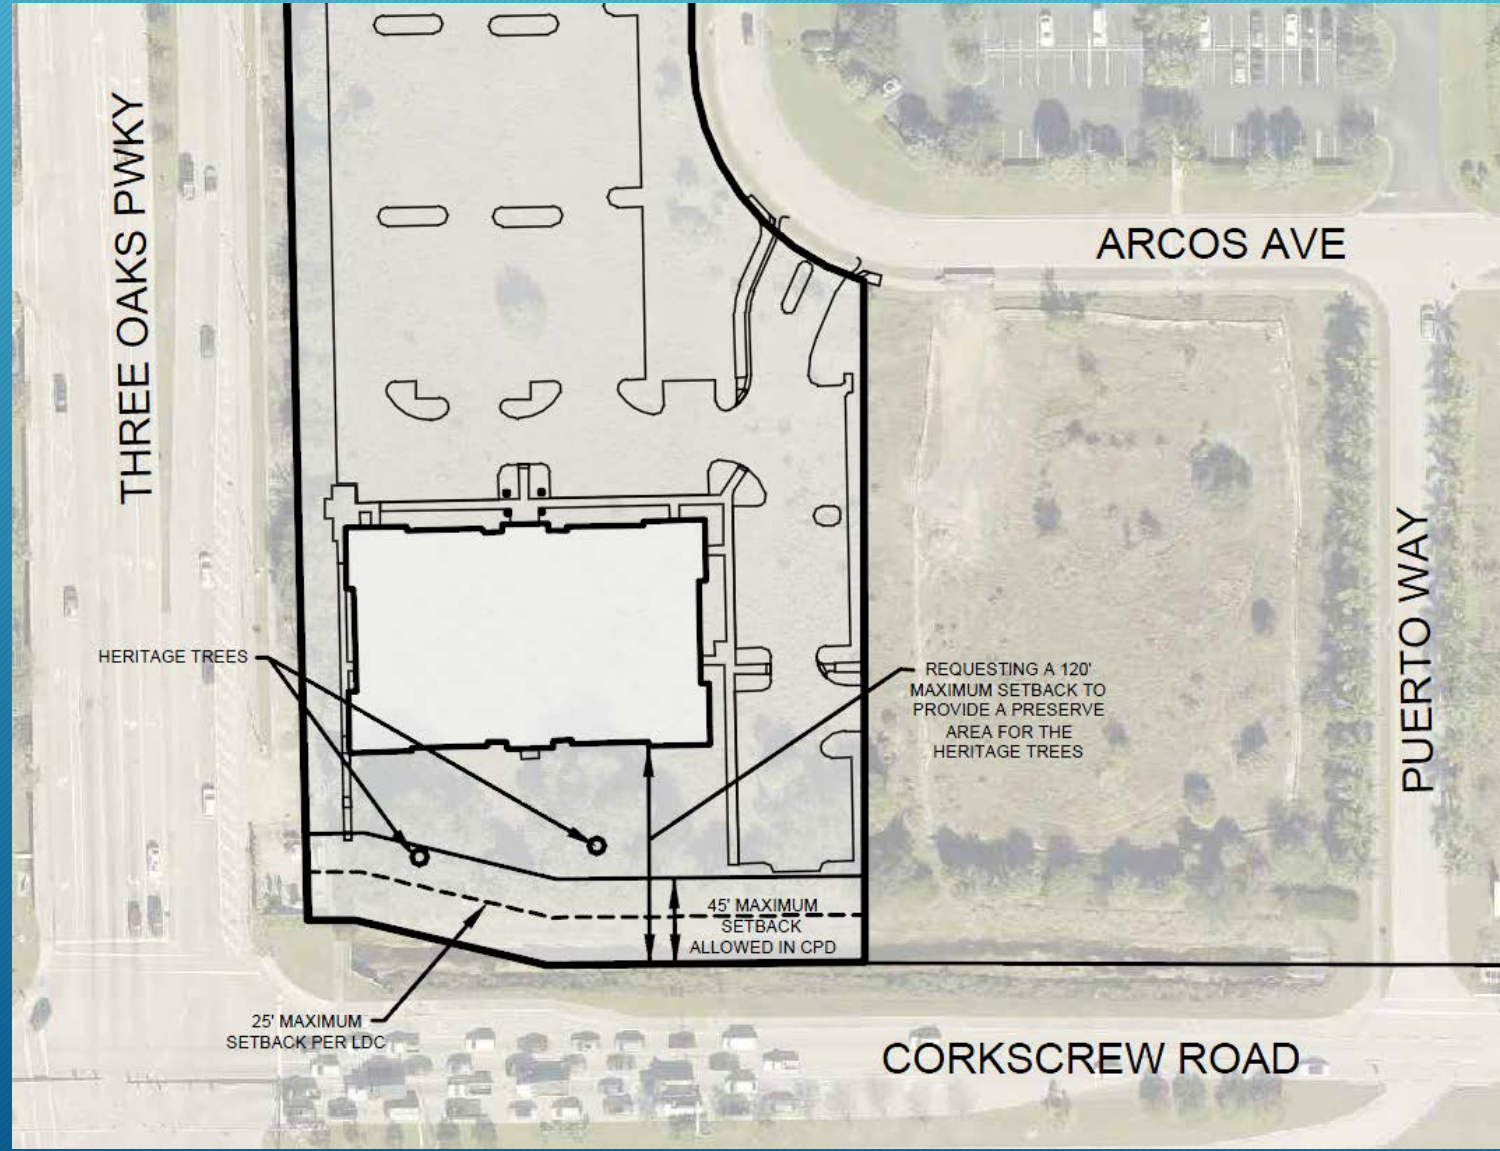 THREE OAKS PWKY
ARCOS AVE
PUERTO WAY
HERITAGE TREES
REQUESTING A 120'
MAXIMUM SETBACK TO
PROVIDE A PRESERVE
AREA FOR THE
HERITAGE TREES
45' MAXIMUM
SETBACK
ALLOWED IN CPD
25' MAXIMUM
SETBACK PER LDC
CORKSCREW ROAD